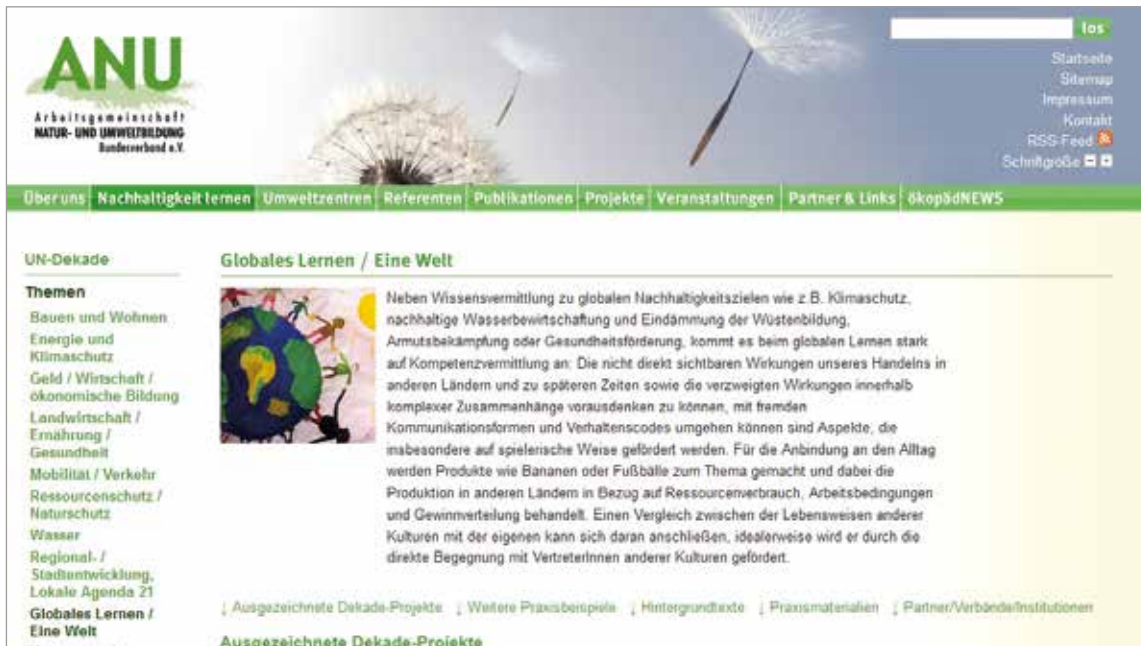 los
Startseite
Sitemap
Impressum
Kontakt
RSS-Feed
Schriftgröße
ANU
Arbeitsgemeinschaft
NATUR- UND UMWELTBILDUNG
Bundesverband e.V.
Über uns Nachhaltigkeit lernen Umweltzentren Referenten Publikationen Projekte Veranstaltungen Partner & Links ökopädNEWS
UN-Dekade
Themen
Bauen und Wohnen
Energie und
Klimaschutz
Geld / Wirtschaft /
ökonomische Bildung
Landwirtschaft /
Ernährung /
Gesundheit
Mobilität / Verkehr
Ressourcenschutz /
Naturschutz
Wasser
Regional- /
Stadtentwicklung,
Lokale Agenda 21
Globales Lernen /
Eine Welt
Globales Lernen / Eine Welt
Neben Wissensvermittlung zu globalen Nachhaltigkeitszielen wie z.B. Klimaschutz,
nachhaltige Wasserbewirtschaftung und Eindämmung der Wüstenbildung,
Armutsbekämpfung oder Gesundheitsförderung, kommt es beim globalen Lernen stark
auf Kompetenzvermittlung an: Die nicht direkt sichtbaren Wirkungen unseres Handelns in
anderen Ländern und zu späteren Zeiten sowie die verzweigten Wirkungen innerhalb
komplexer Zusammenhänge vorausdenken zu können, mit fremden
Kommunikationsformen und Verhaltenscodes umgehen können sind Aspekte, die
insbesondere auf spielerische Weise gefördert werden. Für die Anbindung an den Alltag
werden Produkte wie Bananen oder Fußbälle zum Thema gemacht und dabei die
Produktion in anderen Ländern in Bezug auf Ressourcenverbrauch, Arbeitsbedingungen
und Gewinnverteilung behandelt. Einen Vergleich zwischen der Lebensweisen anderer
Kulturen mit der eigenen kann sich daran anschließen, idealerweise wird er durch die
direkte Begegnung mit VertreterInnen anderer Kulturen gefördert.
↓ Ausgezeichnete Dekade-Projekte ↓ Weitere Praxisbeispiele ↓ Hintergrundtexte ↓ Praxismaterialien ↓ Partner/Verbände/Institutionen
Ausgezeichnete Dekade-Projekte